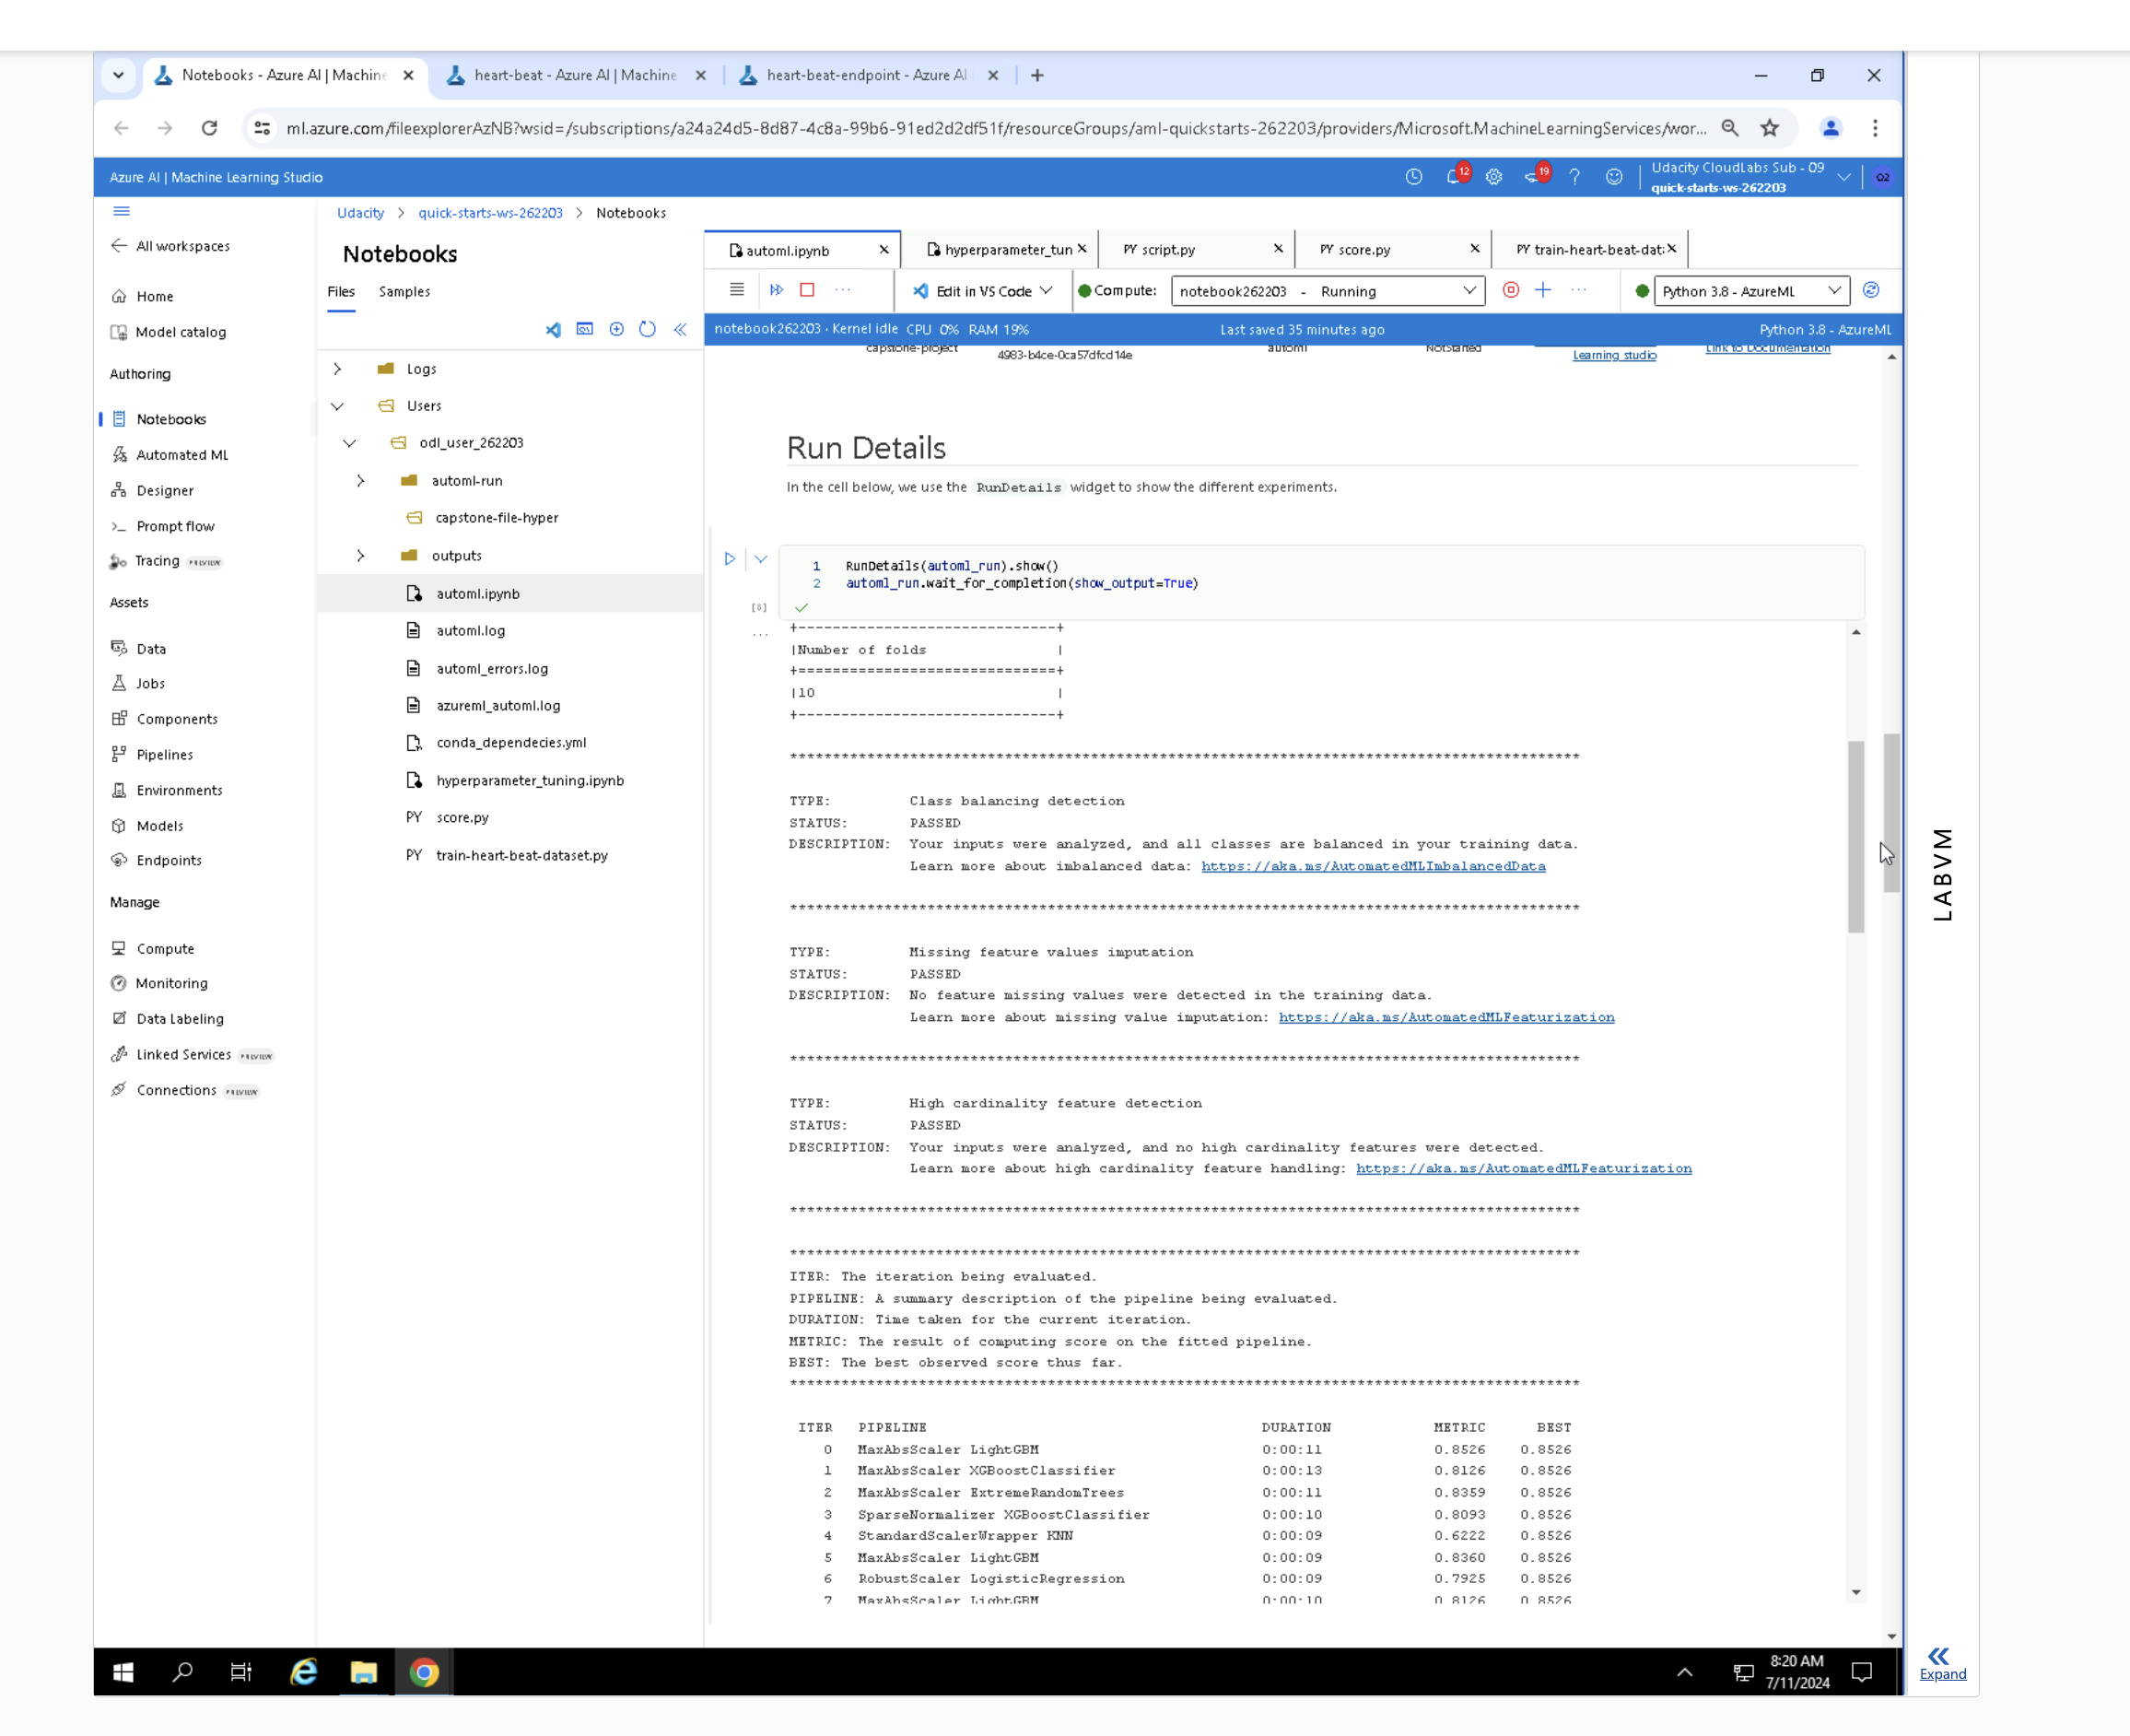 Notebooks - Azure AI | Machine
heart-beat - Azure AI | Machine
heart-beat-endpoint - Azure AI
ml.azure.com/fileexplorerAzNB?wsid=/subscriptions/a24a24d5-8d87-4c8a-99b6-91ed2d2df51f/resourceGroups/aml-quickstarts-262203/providers/Microsoft.MachineLearningServices/wor...
Azure AI | Machine Learning Studio
12
19
Udacity CloudLabs Sub - 09
quick-starts-ws-262203
O2
Udacity > quick-starts-ws-262203 > Notebooks
All workspaces
Home
Model catalog
Authoring
Notebooks
Automated ML
Designer
Prompt flow
Tracing PREVIEW
Assets
Data
Jobs
Components
Pipelines
Environments
Models
Endpoints
Manage
Compute
Monitoring
Data Labeling
Linked Services PREVIEW
Connections PREVIEW
Notebooks
Files Samples
Logs
Users
odl_user_262203
automl-run
capstone-file-hyper
outputs
automl.ipynb
automl.log
automl_errors.log
azureml_automl.log
conda_dependecies.yml
hyperparameter_tuning.ipynb
PY score.py
PY train-heart-beat-dataset.py
automl.ipynb
hyperparameter_tun
PY script.py
PY score.py
PY train-heart-beat-dat
... Edit in VS Code Compute: notebook262203 - Running ... Python 3.8 - AzureML
notebook262203 · Kernel idle CPU 0% RAM 19% Last saved 35 minutes ago Python 3.8 - AzureML
capstone-project 4983-b4ce-0ca57dfcd14e automl NotStarted Learning studio Link to Documentation
Run Details
In the cell below, we use the RunDetails widget to show the different experiments.
1 RunDetails(automl_run).show()
2 automl_run.wait_for_completion(show_output=True)
[8]
...
+------------------------------+
|Number of folds |
+==============================+
|10 |
+------------------------------+
********************************************************************************************
TYPE: Class balancing detection
STATUS: PASSED
DESCRIPTION: Your inputs were analyzed, and all classes are balanced in your training data.
Learn more about imbalanced data: https://aka.ms/AutomatedMLImbalancedData
********************************************************************************************
TYPE: Missing feature values imputation
STATUS: PASSED
DESCRIPTION: No feature missing values were detected in the training data.
Learn more about missing value imputation: https://aka.ms/AutomatedMLFeaturization
********************************************************************************************
TYPE: High cardinality feature detection
STATUS: PASSED
DESCRIPTION: Your inputs were analyzed, and no high cardinality features were detected.
Learn more about high cardinality feature handling: https://aka.ms/AutomatedMLFeaturization
********************************************************************************************
********************************************************************************************
ITER: The iteration being evaluated.
PIPELINE: A summary description of the pipeline being evaluated.
DURATION: Time taken for the current iteration.
METRIC: The result of computing score on the fitted pipeline.
BEST: The best observed score thus far.
********************************************************************************************
ITER PIPELINE DURATION METRIC BEST
0 MaxAbsScaler LightGBM 0:00:11 0.8526 0.8526
1 MaxAbsScaler XGBoostClassifier 0:00:13 0.8126 0.8526
2 MaxAbsScaler ExtremeRandomTrees 0:00:11 0.8359 0.8526
3 SparseNormalizer XGBoostClassifier 0:00:10 0.8093 0.8526
4 StandardScalerWrapper KNN 0:00:09 0.6222 0.8526
5 MaxAbsScaler LightGBM 0:00:09 0.8360 0.8526
6 RobustScaler LogisticRegression 0:00:09 0.7925 0.8526
7 MaxAbsScaler LightGBM 0:00:10 0.8126 0.8526
LABVM
Expand
8:20 AM
7/11/2024